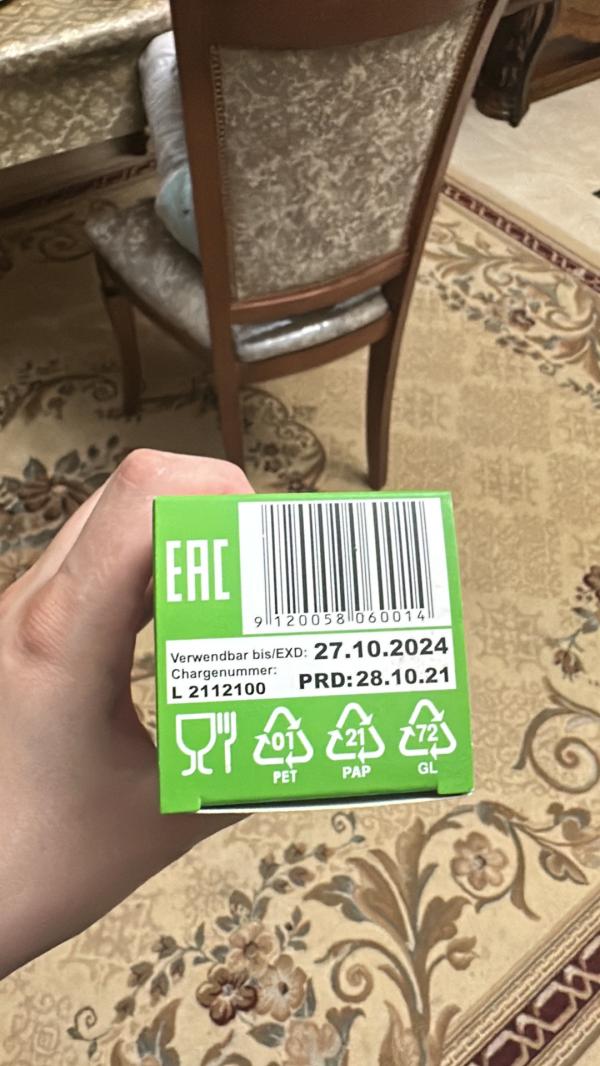 EAC
9 120058 060014
Verwendbar bis/EXD: 27.10.2024
Chargenummer:
L 2112100 PRD: 28.10.21
01 21 72
PET PAP GL